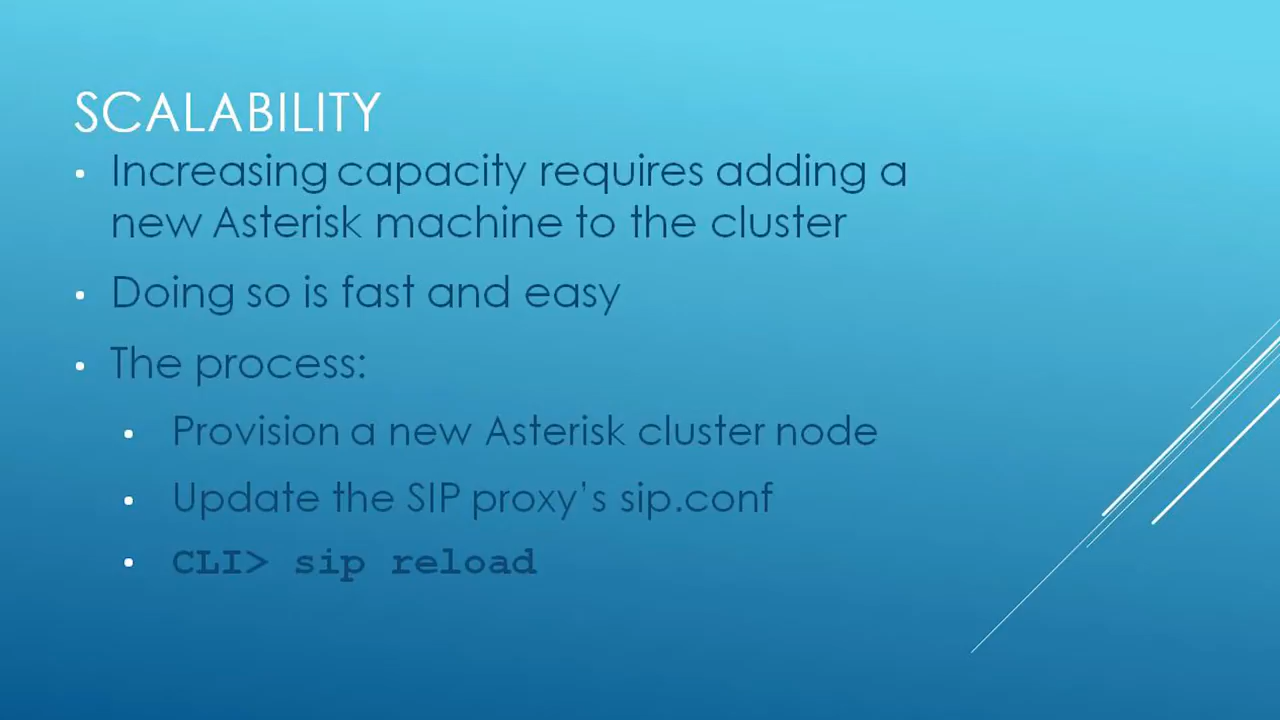 SCALABILITY
• Increasing capacity requires adding a
new Asterisk machine to the cluster
• Doing so is fast and easy
• The process:
• Provision a new Asterisk cluster node
• Update the SIP proxy's sip.conf
• CLI> sip reload